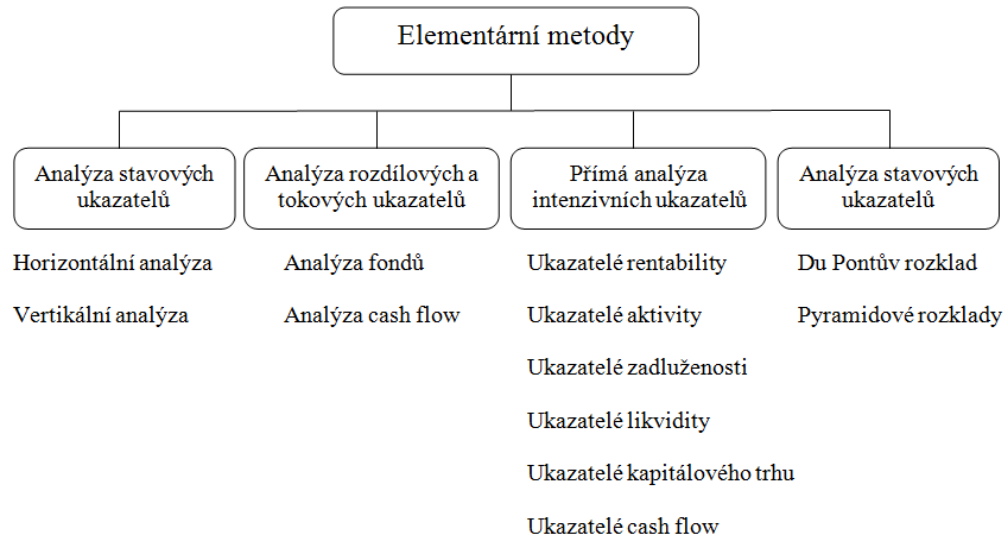 Elementární metody
Analýza stavových
ukazatelů
Horizontální analýza
Vertikální analýza
Analýza rozdílových a
tokových ukazatelů
Analýza fondů
Analýza cash flow
Přímá analýza
intenzivních ukazatelů
Ukazatelé rentability
Ukazatelé aktivity
Ukazatelé zadluženosti
Ukazatelé likvidity
Ukazatelé kapitálového trhu
Ukazatelé cash flow
Analýza stavových
ukazatelů
Du Pontův rozklad
Pyramidové rozklady